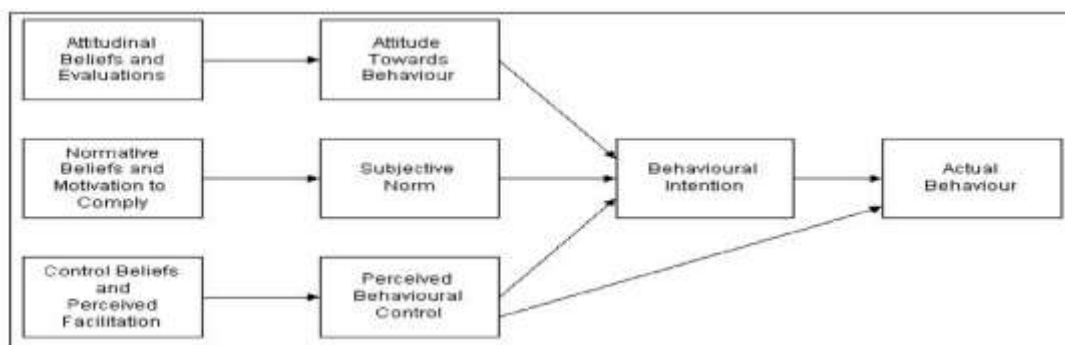 Attitudinal
Beliefs and
Evaluations
Attitude
Towards
Behaviour
Normative
Beliefs and
Motivation to
Comply
Subjective
Norm
Behavioural
Intention
Actual
Behaviour
Control Beliefs
and
Perceived
Facilitation
Perceived
Behavioural
Control